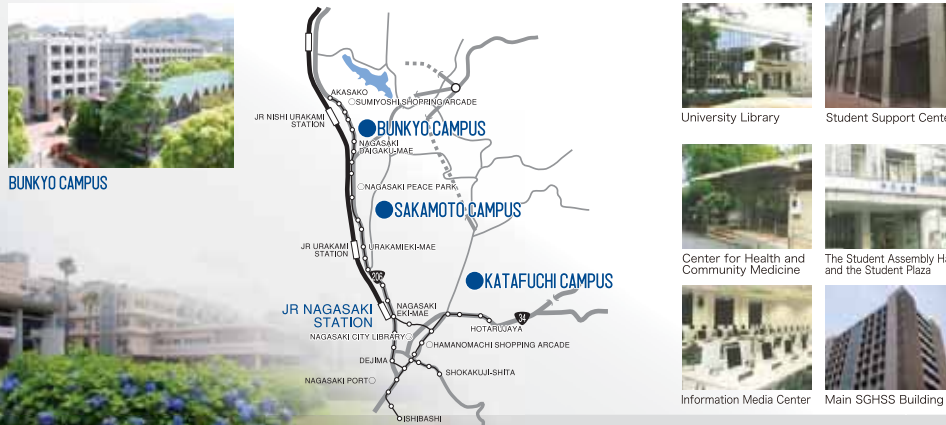 BUNKYO CAMPUS
AKASAKO
SUMIYOSHI SHOPPING ARCADE
JR NISHI URAKAMI
STATION
BUNKYO CAMPUS
NAGASAKI
DAIGAKU-MAE
NAGASAKI PEACE PARK
SAKAMOTO CAMPUS
JR URAKAMI
STATION
URAKAMIEKI-MAE
206
KATAFUCHI CAMPUS
JR NAGASAKI
STATION
NAGASAKI
EKI-MAE
34
HOTARUJAYA
NAGASAKI CITY LIBRARY
HAMANOMACHI SHOPPING ARCADE
DEJIMA
SHOKAKUJI-SHITA
NAGASAKI PORT
ISHIBASHI
University Library
Student Support Cente
Center for Health and
Community Medicine
The Student Assembly Ha
and the Student Plaza
Information Media Center
Main SGHSS Building